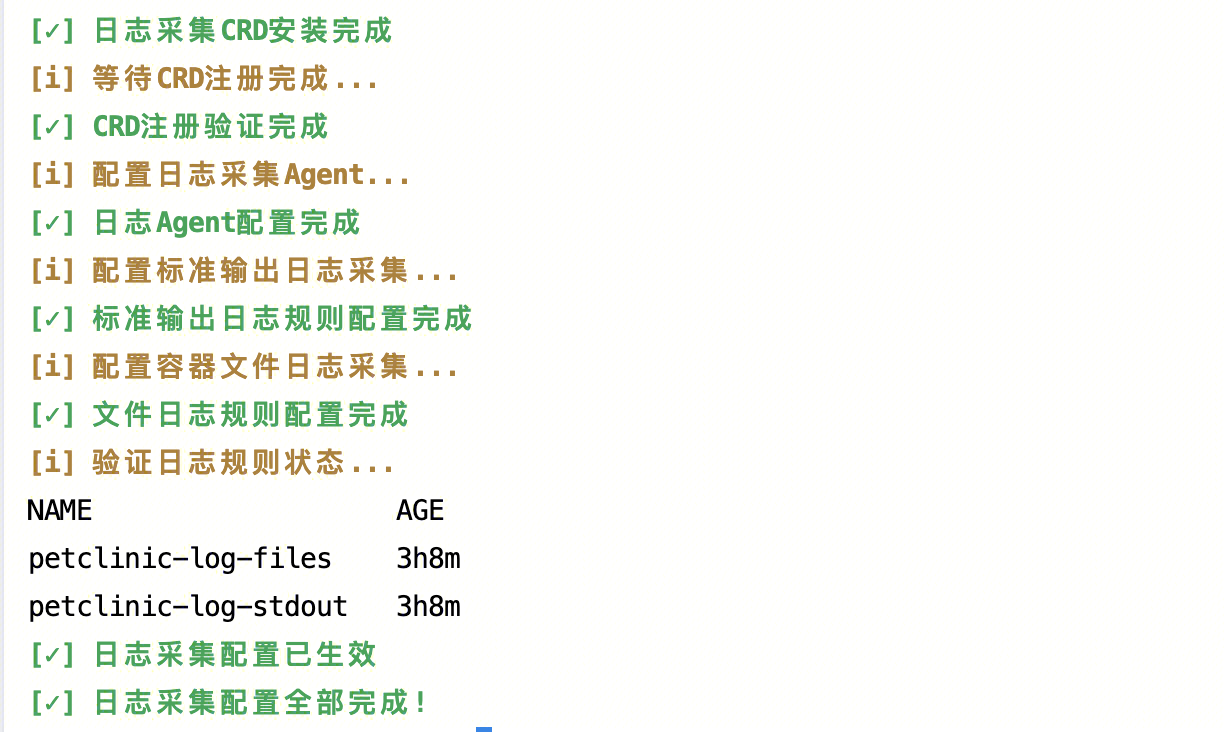 [✓] 日志采集CRD安装完成
[i] 等待CRD注册完成...
[✓] CRD注册验证完成
[i] 配置日志采集Agent...
[✓] 日志Agent配置完成
[i] 配置标准输出日志采集...
[✓] 标准输出日志规则配置完成
[i] 配置容器文件日志采集...
[✓] 文件日志规则配置完成
[i] 验证日志规则状态...
NAME                   AGE
petclinic-log-files    3h8m
petclinic-log-stdout   3h8m
[✓] 日志采集配置已生效
[✓] 日志采集配置全部完成!